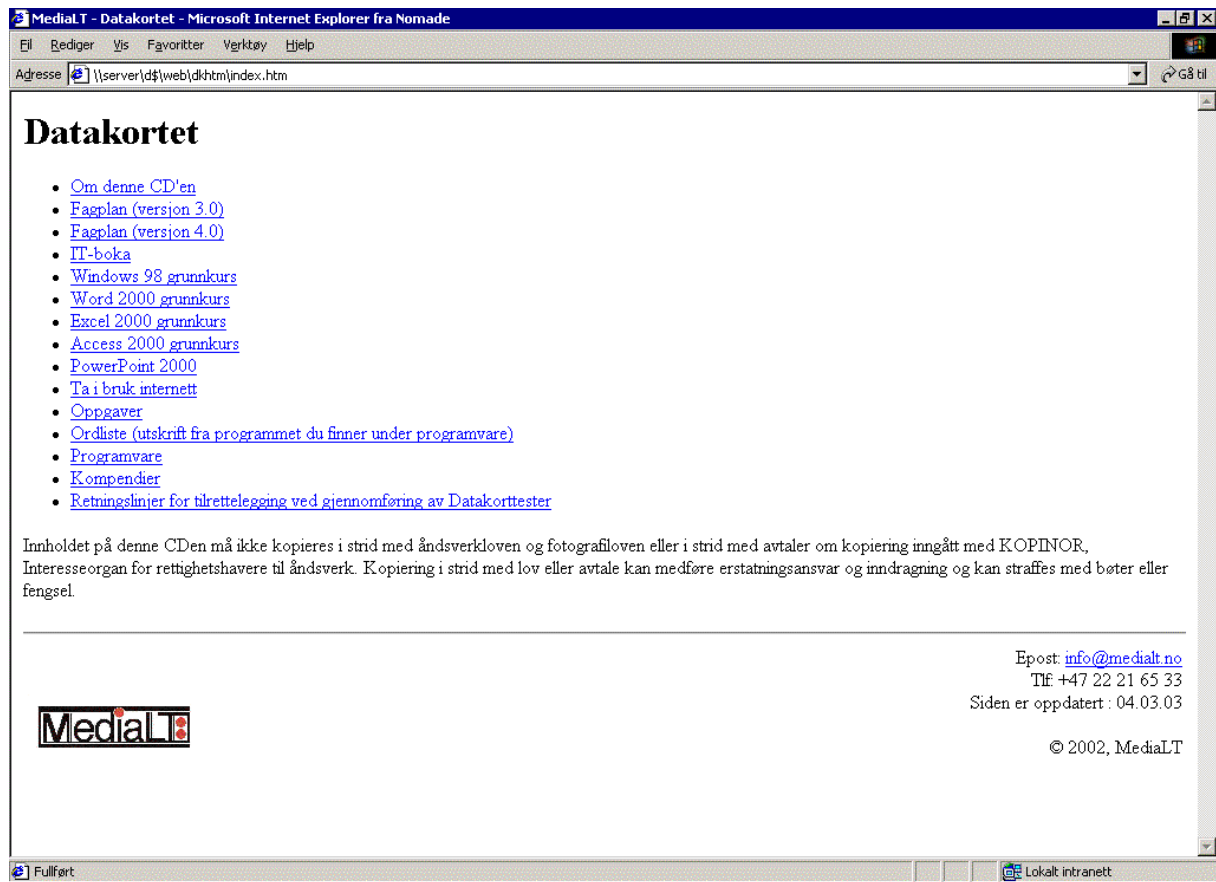 MediaLT - Datakortet - Microsoft Internet Explorer fra Nomade
Fil Rediger Vis Favoritter Verktøy Hjelp
Adresse \\server\d$\web\dkhtm\index.htm Gå til
Datakortet
Om denne CD'en
Fagplan (versjon 3.0)
Fagplan (versjon 4.0)
IT-boka
Windows 98 grunnkurs
Word 2000 grunnkurs
Excel 2000 grunnkurs
Access 2000 grunnkurs
PowerPoint 2000
Ta i bruk internett
Oppgaver
Ordliste (utskrift fra programmet du finner under programvare)
Programvare
Kompendier
Retningslinjer for tilrettelegging ved gjennomføring av Datakorttester
Innholdet på denne CDen må ikke kopieres i strid med åndsverkloven og fotografiloven eller i strid med avtaler om kopiering inngått med KOPINOR,
Interesseorgan for rettighetshavere til åndsverk. Kopiering i strid med lov eller avtale kan medføre erstatningsansvar og inndragning og kan straffes med bøter eller
fengsel.
Epost: info@medialt.no
Tlf: +47 22 21 65 33
Siden er oppdatert : 04.03.03
MediaLT
© 2002, MediaLT
Fullført Lokalt intranett